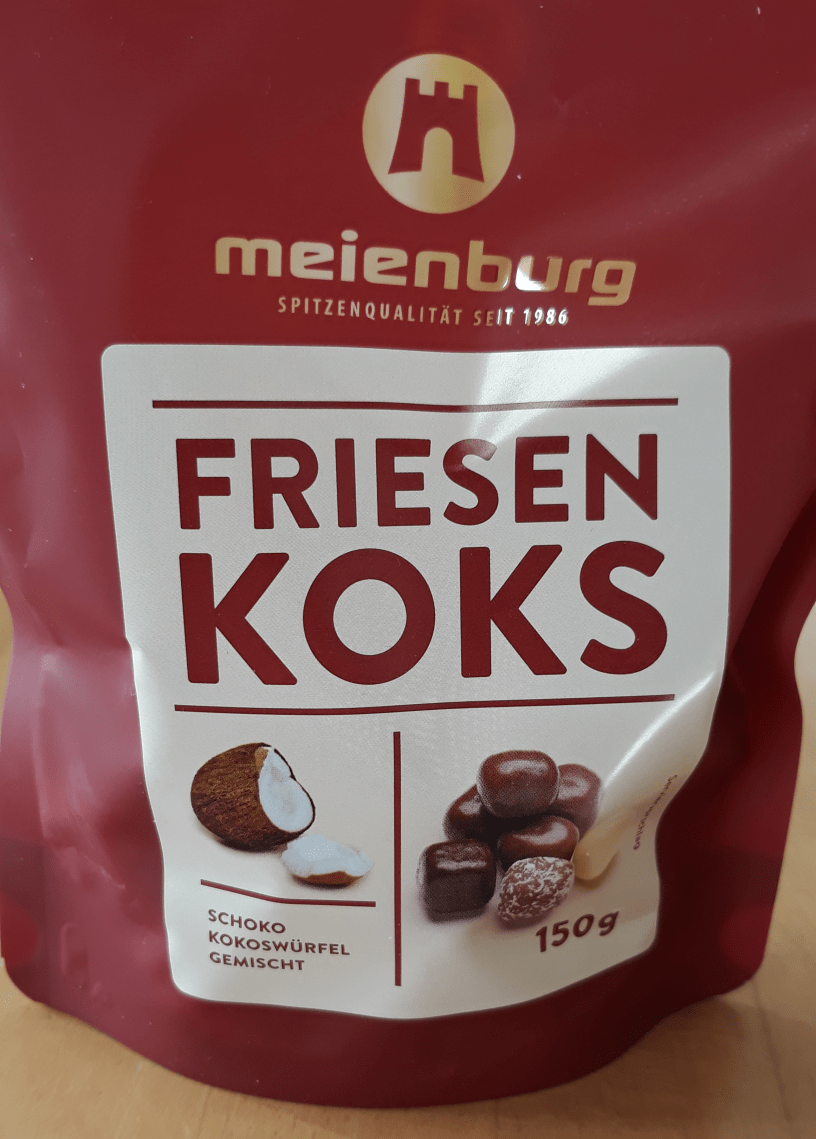 meienburg
SPITZENQUALITÄT SEIT 1986
FRIESEN
KOKS
SCHOKO
KOKOSWÜRFEL
GEMISCHT
150g